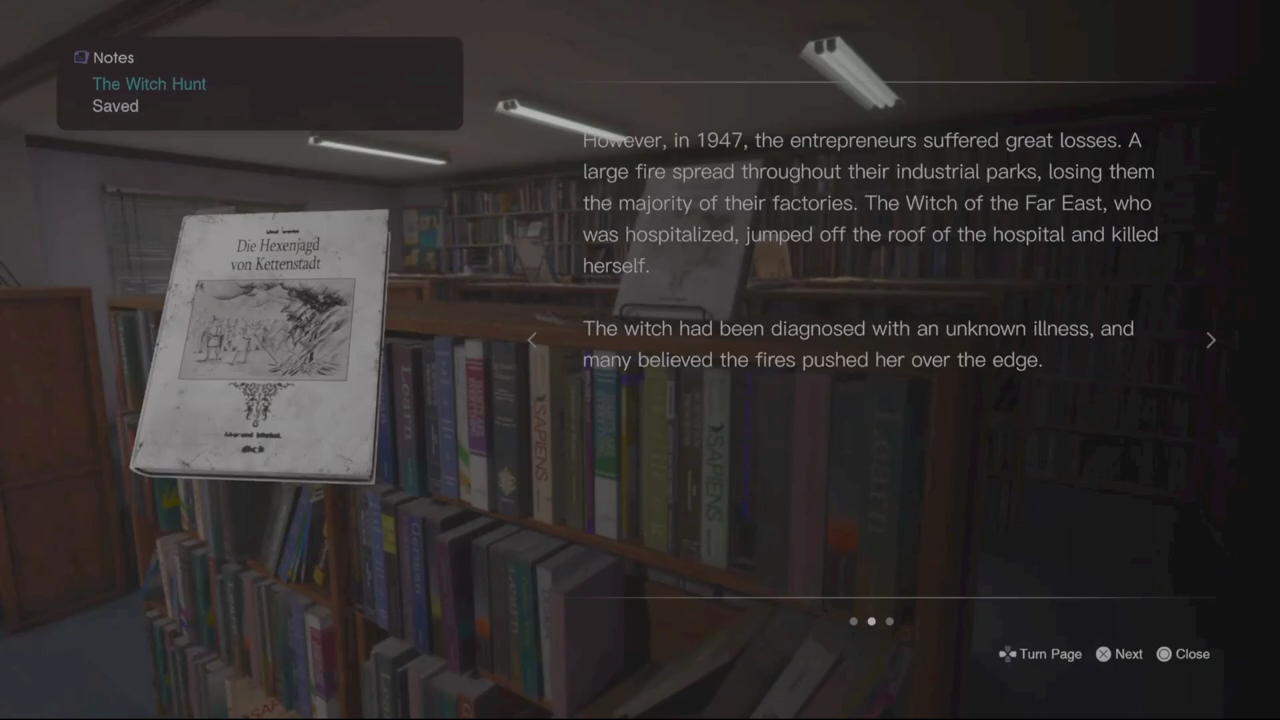 Notes
The Witch Hunt
Saved
However, in 1947, the entrepreneurs suffered great losses. A
large fire spread throughout their industrial parks, losing them
the majority of their factories. The Witch of the Far East, who
was hospitalized, jumped off the roof of the hospital and killed
herself.
The witch had been diagnosed with an unknown illness, and
many believed the fires pushed her over the edge.
Die Hexenjagd
von Kettenstadt
SAPIENS
SAPIENS
Learn
Learn
German
Turn Page
Next
Close